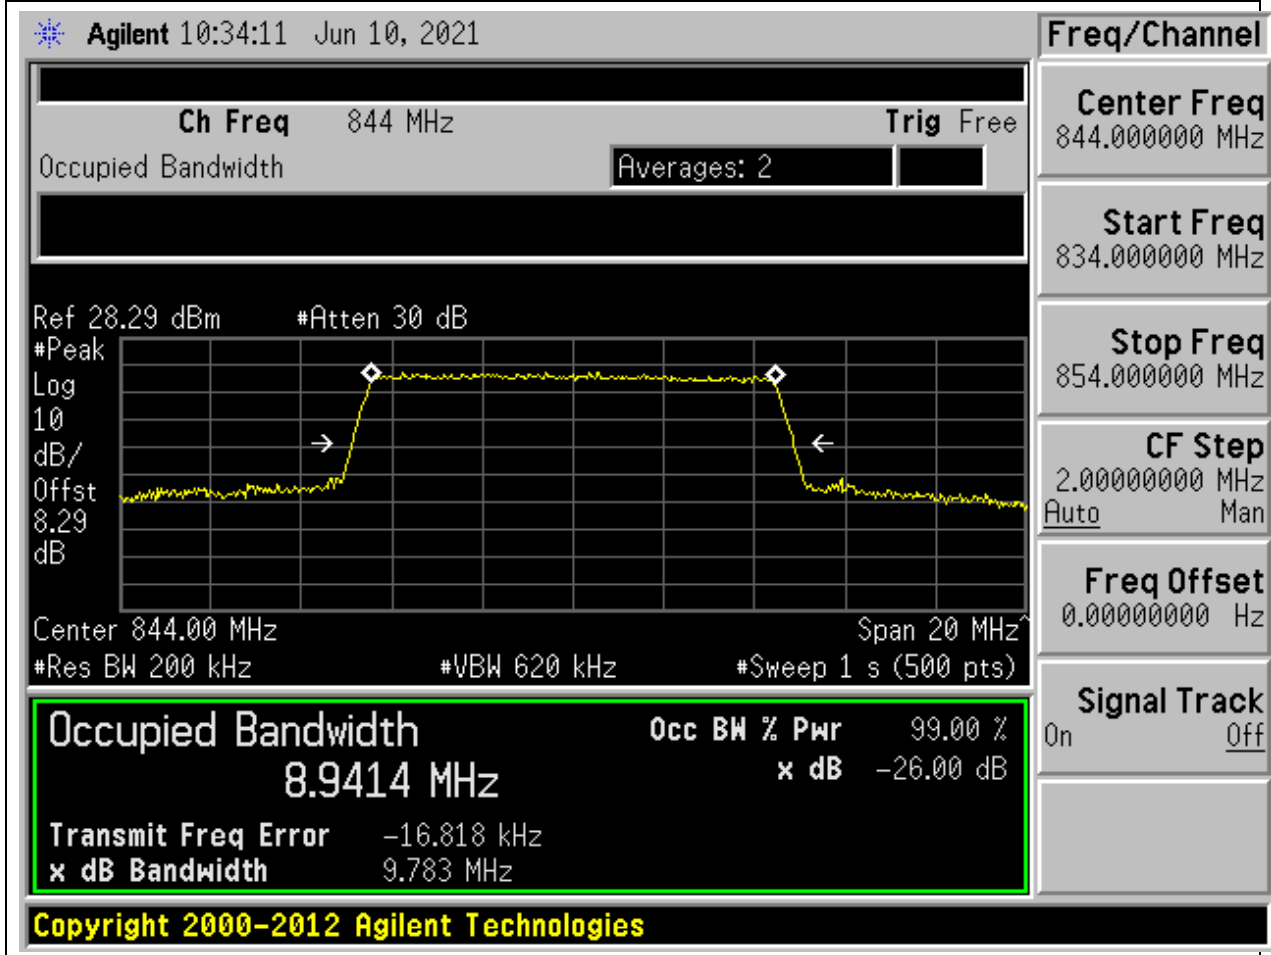 Agilent 10:34:11 Jun 10, 2021
Freq/Channel
Ch Freq 844 MHz Trig Free
Occupied Bandwidth Averages: 2
Center Freq
844.000000 MHz
Start Freq
834.000000 MHz
Stop Freq
854.000000 MHz
CF Step
2.00000000 MHz
Auto Man
Freq Offset
0.00000000 Hz
Signal Track
On Off
Ref 28.29 dBm #Atten 30 dB
#Peak
Log
10
dB/
Offst
8.29
dB
Center 844.00 MHz Span 20 MHz^
#Res BW 200 kHz #VBW 620 kHz #Sweep 1 s (500 pts)
Occupied Bandwidth Occ BW % Pwr 99.00 %
8.9414 MHz x dB -26.00 dB
Transmit Freq Error -16.818 kHz
x dB Bandwidth 9.783 MHz
Copyright 2000-2012 Agilent Technologies